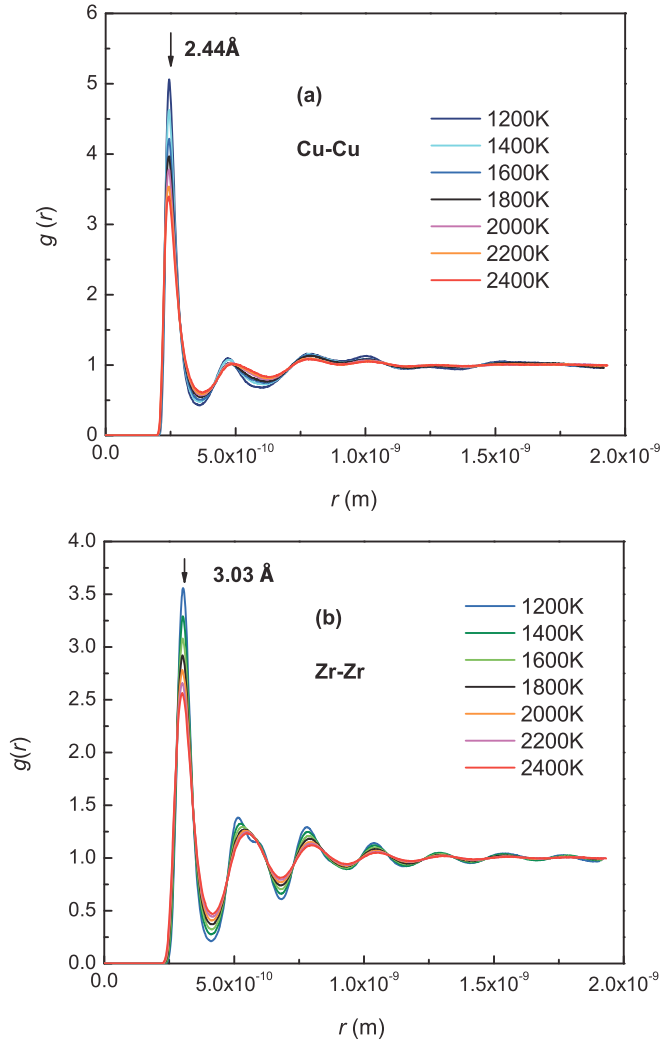 6
2.44Å
5
(a)
1200K
1400K
4
Cu-Cu
1600K
1800K
g (r)
3
2000K
2200K
2400K
2
1
0
0.0 5.0x10⁻¹⁰ 1.0x10⁻⁹ 1.5x10⁻⁹ 2.0x10⁻⁹
r (m)
4.0
3.03 Å
3.5
(b)
1200K
1400K
3.0
Zr-Zr
1600K
1800K
2.5
2000K
2200K
g(r)
2.0
2400K
1.5
1.0
0.5
0.0
0.0 5.0x10⁻¹⁰ 1.0x10⁻⁹ 1.5x10⁻⁹ 2.0x10⁻⁹
r (m)